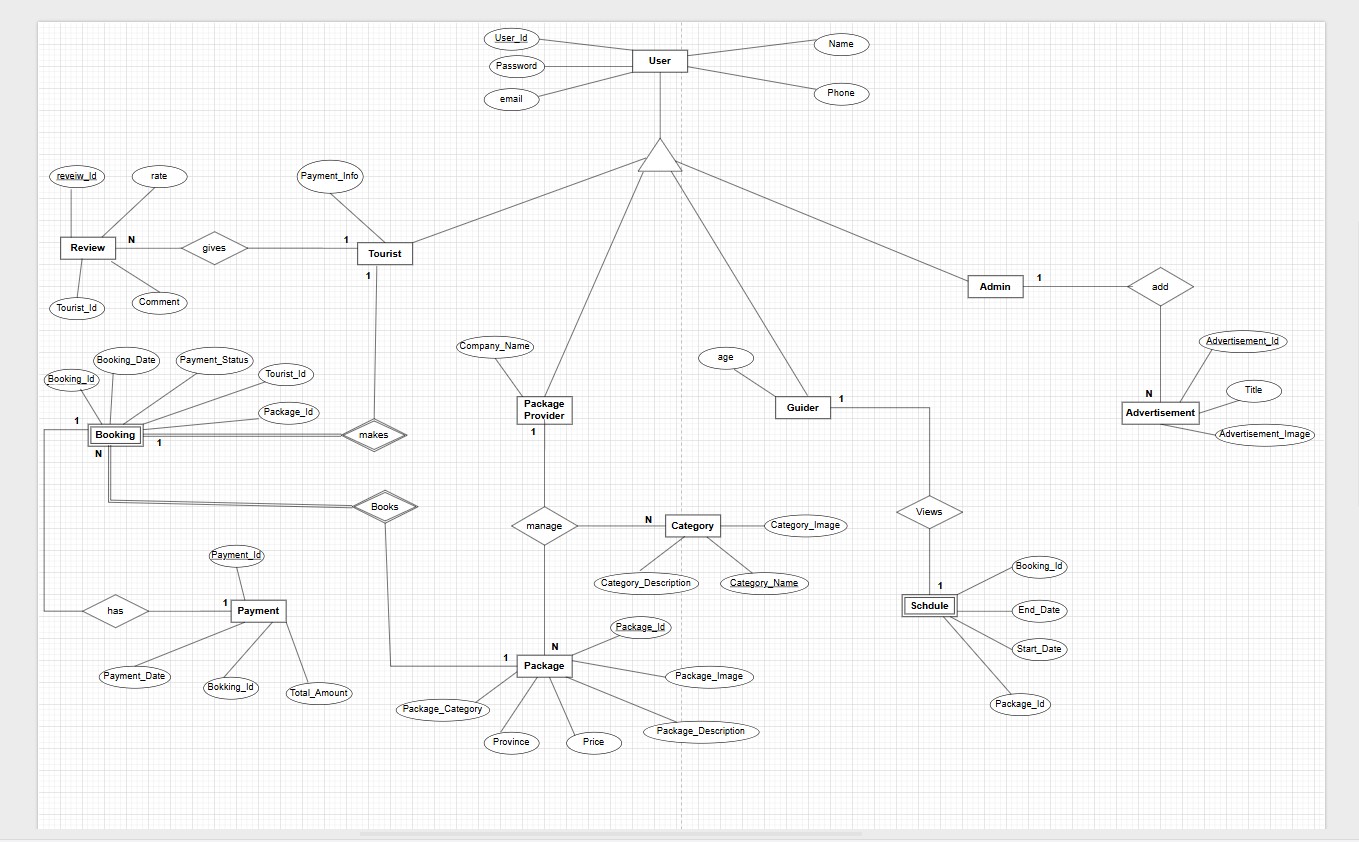 User_Id
Password
email
User
Name
Phone
reveiw_Id
rate
Payment_Info
Review
N
gives
1
Tourist
1
Tourist_Id
Comment
Admin
1
add
Booking_Date
Payment_Status
Booking_Id
Tourist_Id
Package_Id
1
Booking
1
N
makes
Books
Company_Name
Package
Provider
1
age
Guider
1
Advertisement_Id
N
Title
Advertisement
Advertisement_Image
manage
N
Category
Category_Image
Category_Description
Category_Name
Views
1
Schdule
Booking_Id
End_Date
Start_Date
Package_Id
Payment_Id
has
1
Payment
Payment_Date
Bokking_Id
Total_Amount
N
1
Package
Package_Id
Package_Image
Package_Category
Package_Description
Province
Price